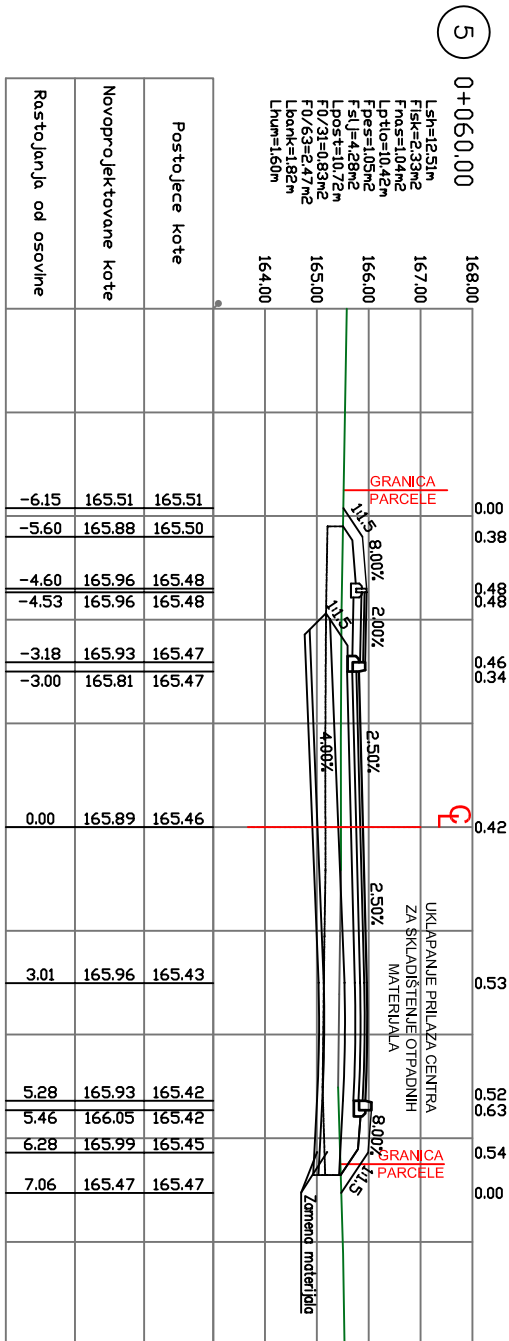 5
0+060.00
Lsh=12.51m
Fisk=2.33m2
Fnas=1.04m2
Lptlo=10.42m
Fpes=1.05m2
Fslj=4.28m2
Lpost=10.72m
F0/31=0.83m2
F0/63=2.47m2
Lbank=1.82m
Lhum=1.60m
168.00
167.00
166.00
165.00
164.00
GRANICA
PARCELE
1:1.5
8.00%
2.00%
1:1.5
2.50%
4.00%
CL
2.50%
UKLAPANJE PRILAZA CENTRA
ZA SKLADIŠTENJE OTPADNIH
MATERIJALA
8.00%
GRANICA
PARCELE
1:1.5
Zamena materijala
0.00
0.38
0.48
0.48
0.46
0.34
0.42
0.53
0.52
0.63
0.54
0.00
Postojece kote
165.51
165.50
165.48
165.48
165.47
165.47
165.46
165.43
165.42
165.42
165.45
165.47
Novoprojektovane kote
165.51
165.88
165.96
165.96
165.93
165.81
165.89
165.96
165.93
166.05
165.99
165.47
Rastojanja od osovine
-6.15
-5.60
-4.60
-4.53
-3.18
-3.00
0.00
3.01
5.28
5.46
6.28
7.06